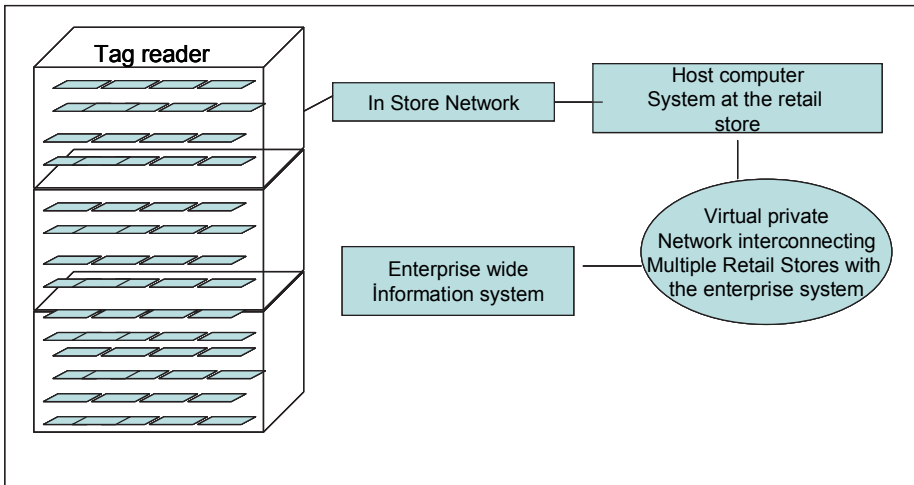 Tag reader
In Store Network
Host computer
System at the retail
store
Virtual private
Network interconnecting
Multiple Retail Stores with
the enterprise system
Enterprise wide
İnformation system